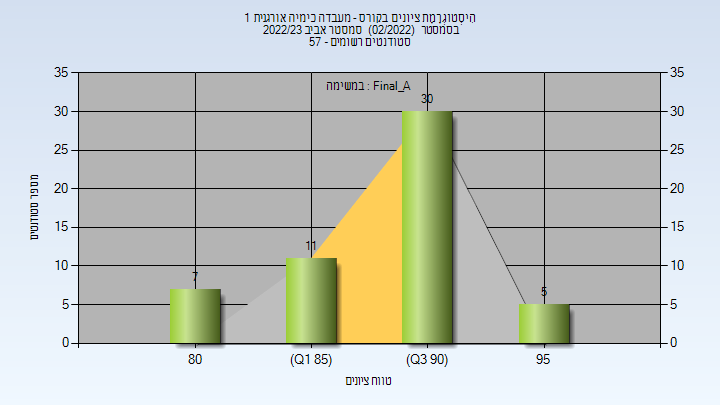 היסטוגרמת ציונים בקורס - מעבדה כימיה אורגנית 1
בסמסטר (02/2022) סמסטר אביב 2022/23
סטודנטים רשומים - 57
במשימה : Final_A
35 35
30 30 30
25 25
20 20
15 15
11
10 10
7
5 5 5
0 0
80 (Q1 85) (Q3 90) 95
מספר סטודנטים
טווח ציונים